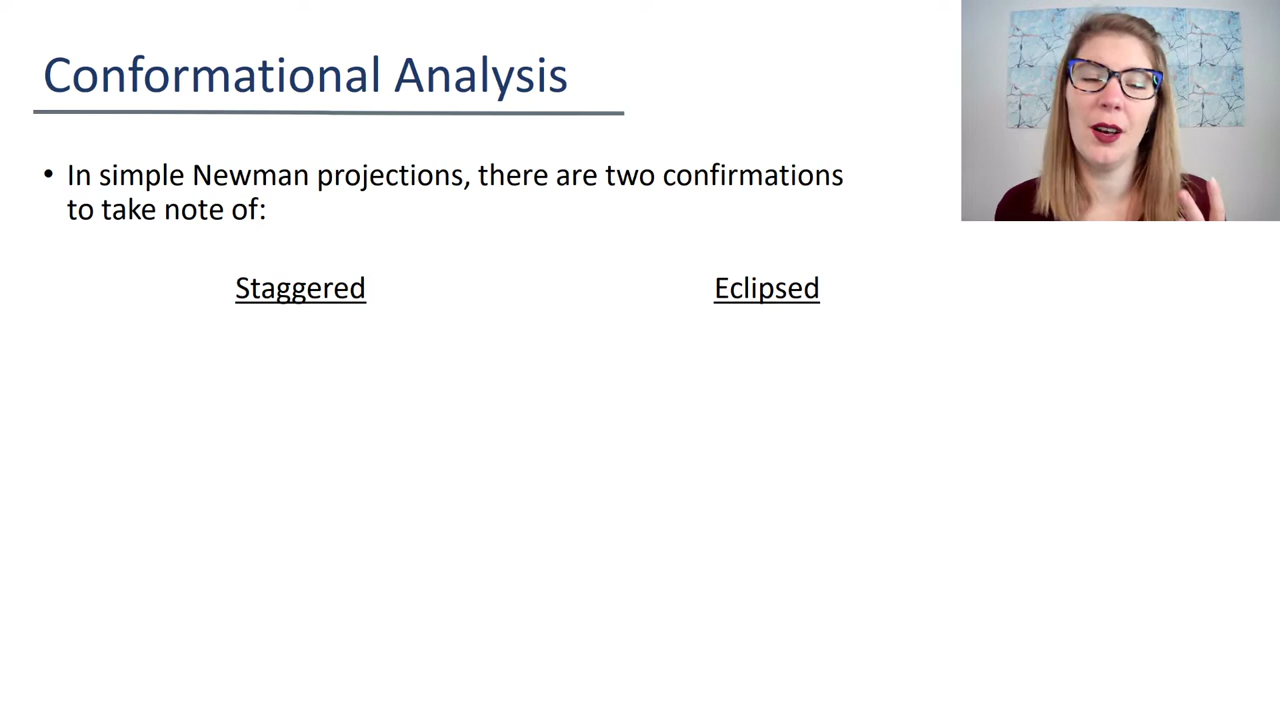 Conformational Analysis
• In simple Newman projections, there are two confirmations
to take note of:
Staggered
Eclipsed